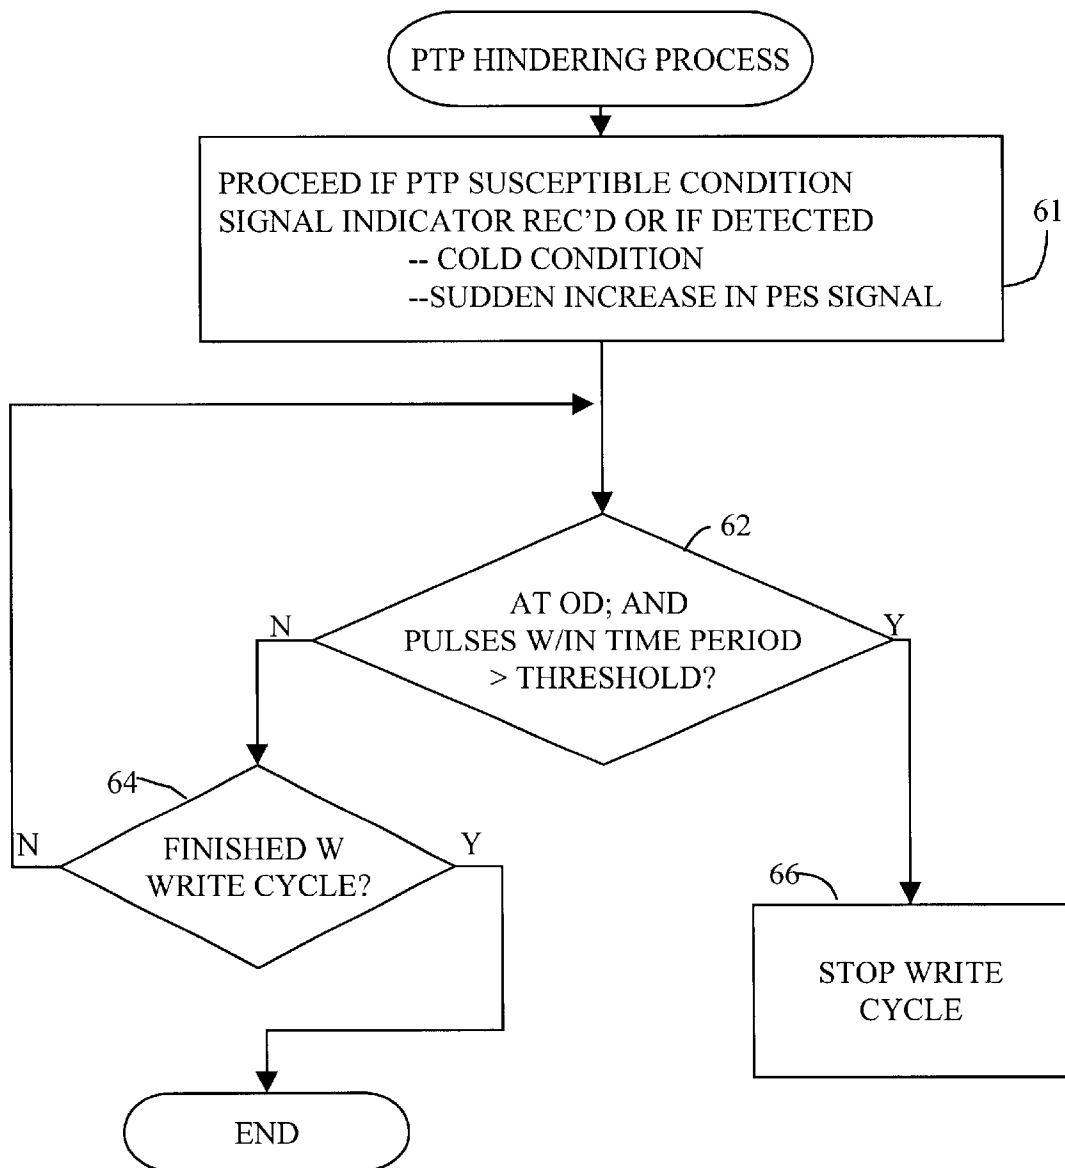 PTP HINDERING PROCESS
PROCEED IF PTP SUSCEPTIBLE CONDITION
SIGNAL INDICATOR REC'D OR IF DETECTED
-- COLD CONDITION
--SUDDEN INCREASE IN PES SIGNAL
61
62
AT OD; AND
PULSES W/IN TIME PERIOD
> THRESHOLD?
N
Y
64
FINISHED W
WRITE CYCLE?
N
Y
66
STOP WRITE
CYCLE
END